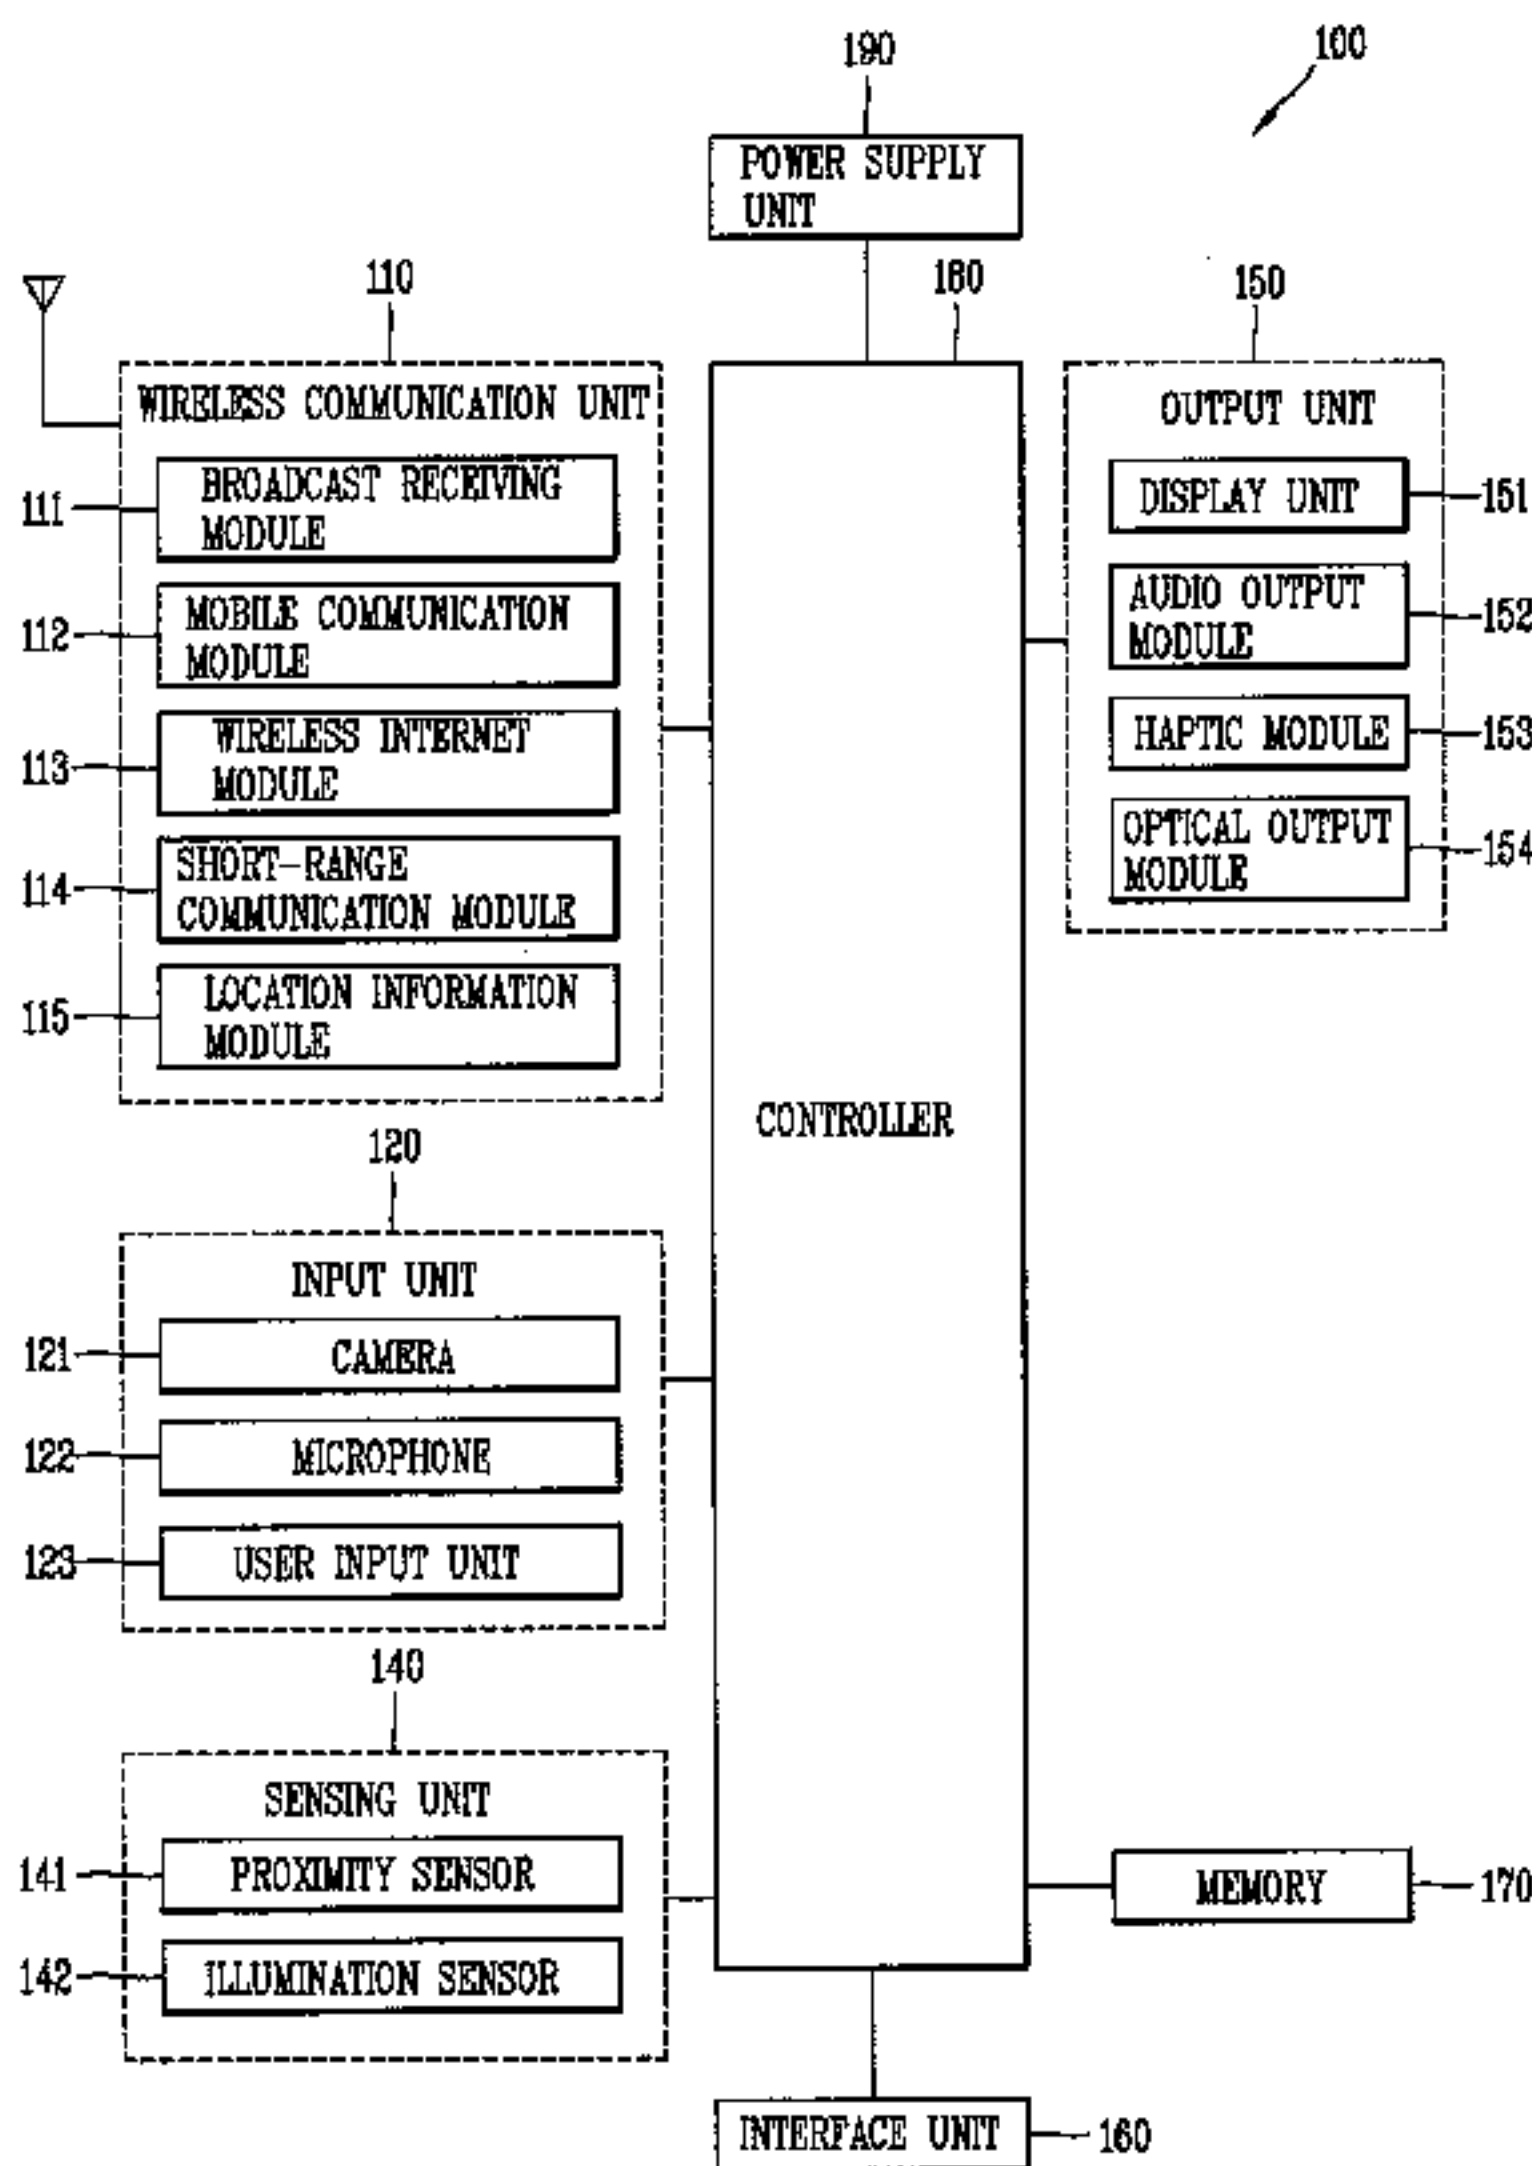 190
100
POWER SUPPLY
UNIT
110
180
150
WIRELESS COMMUNICATION UNIT
111
BROADCAST RECEIVING
MODULE
112
MOBILE COMMUNICATION
MODULE
113
WIRELESS INTERNET
MODULE
114
SHORT-RANGE
COMMUNICATION MODULE
115
LOCATION INFORMATION
MODULE
OUTPUT UNIT
DISPLAY UNIT
151
AUDIO OUTPUT
MODULE
152
HAPTIC MODULE
153
OPTICAL OUTPUT
MODULE
154
CONTROLLER
120
INPUT UNIT
121
CAMERA
122
MICROPHONE
123
USER INPUT UNIT
140
SENSING UNIT
141
PROXIMITY SENSOR
142
ILLUMINATION SENSOR
MEMORY
170
INTERFACE UNIT
160